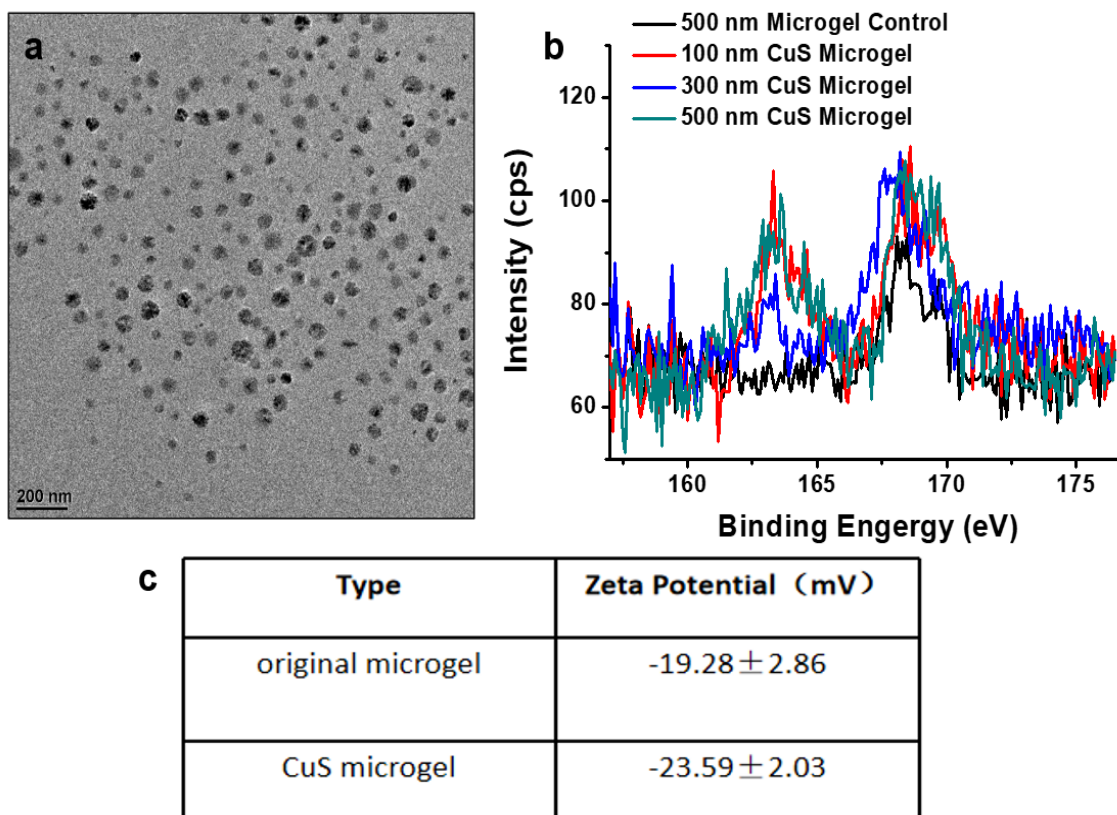 a
200 nm
b
500 nm Microgel Control
100 nm CuS Microgel
300 nm CuS Microgel
500 nm CuS Microgel
Intensity (cps)
120
100
80
60
160 165 170 175
Binding Engergy (eV)
c
Type Zeta Potential（mV）
original microgel -19.28±2.86
CuS microgel -23.59±2.03